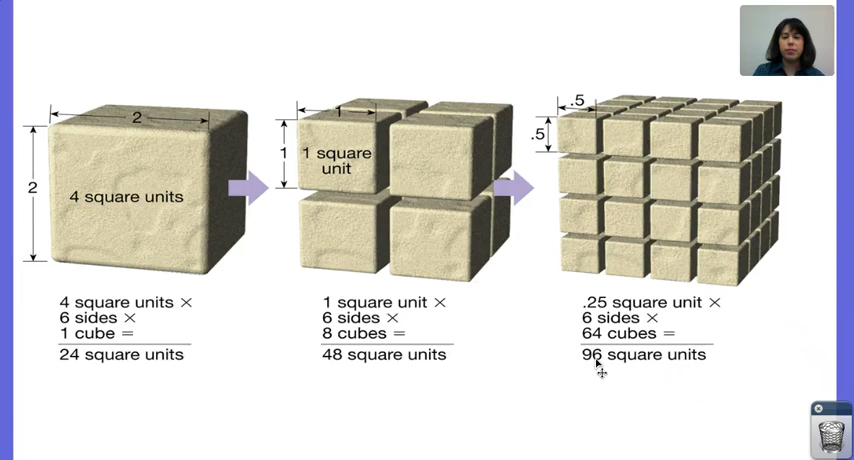 2
2
4 square units
1
1
1 square
unit
.5
.5
4 square units ×
6 sides ×
1 cube =
24 square units
1 square unit ×
6 sides ×
8 cubes =
48 square units
.25 square unit ×
6 sides ×
64 cubes =
96 square units